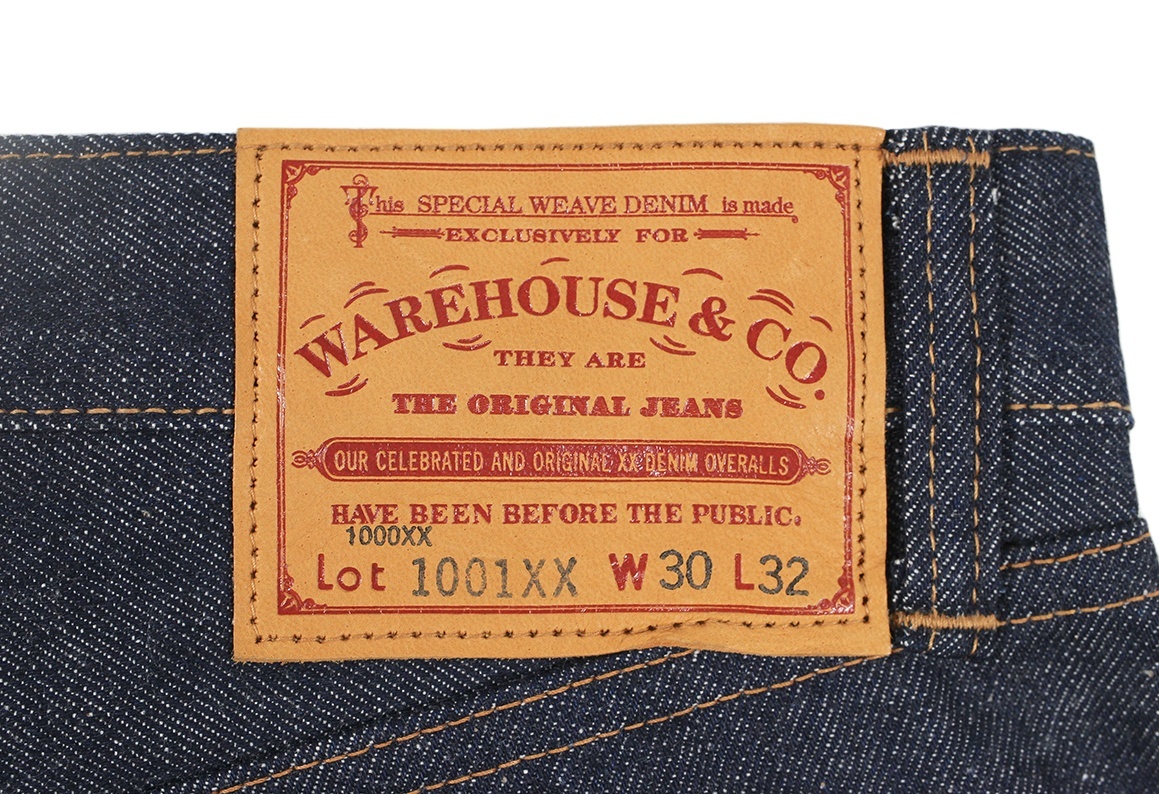 This SPECIAL WEAVE DENIM is made
EXCLUSIVELY FOR
WAREHOUSE & CO.
THEY ARE
THE ORIGINAL JEANS
OUR CELEBRATED AND ORIGINAL XX DENIM OVERALLS
HAVE BEEN BEFORE THE PUBLIC.
1000XX
Lot 1001XX W30 L32